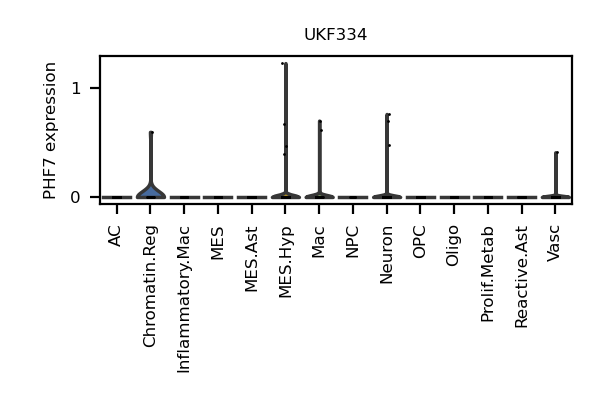 UKF334
PHF7 expression
1
0
AC
Chromatin.Reg
Inflammatory.Mac
MES
MES.Ast
MES.Hyp
Mac
NPC
Neuron
OPC
Oligo
Prolif.Metab
Reactive.Ast
Vasc